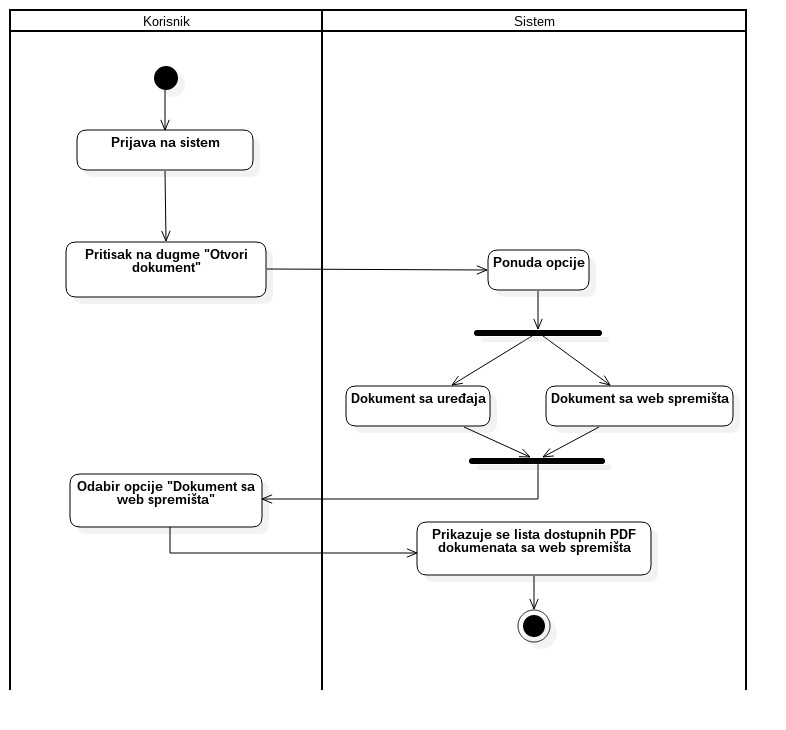 Korisnik
Sistem
Prijava na sistem
Pritisak na dugme "Otvori
dokument"
Ponuda opcije
Dokument sa uređaja
Dokument sa web spremišta
Odabir opcije "Dokument sa
web spremišta"
Prikazuje se lista dostupnih PDF
dokumenata sa web spremišta